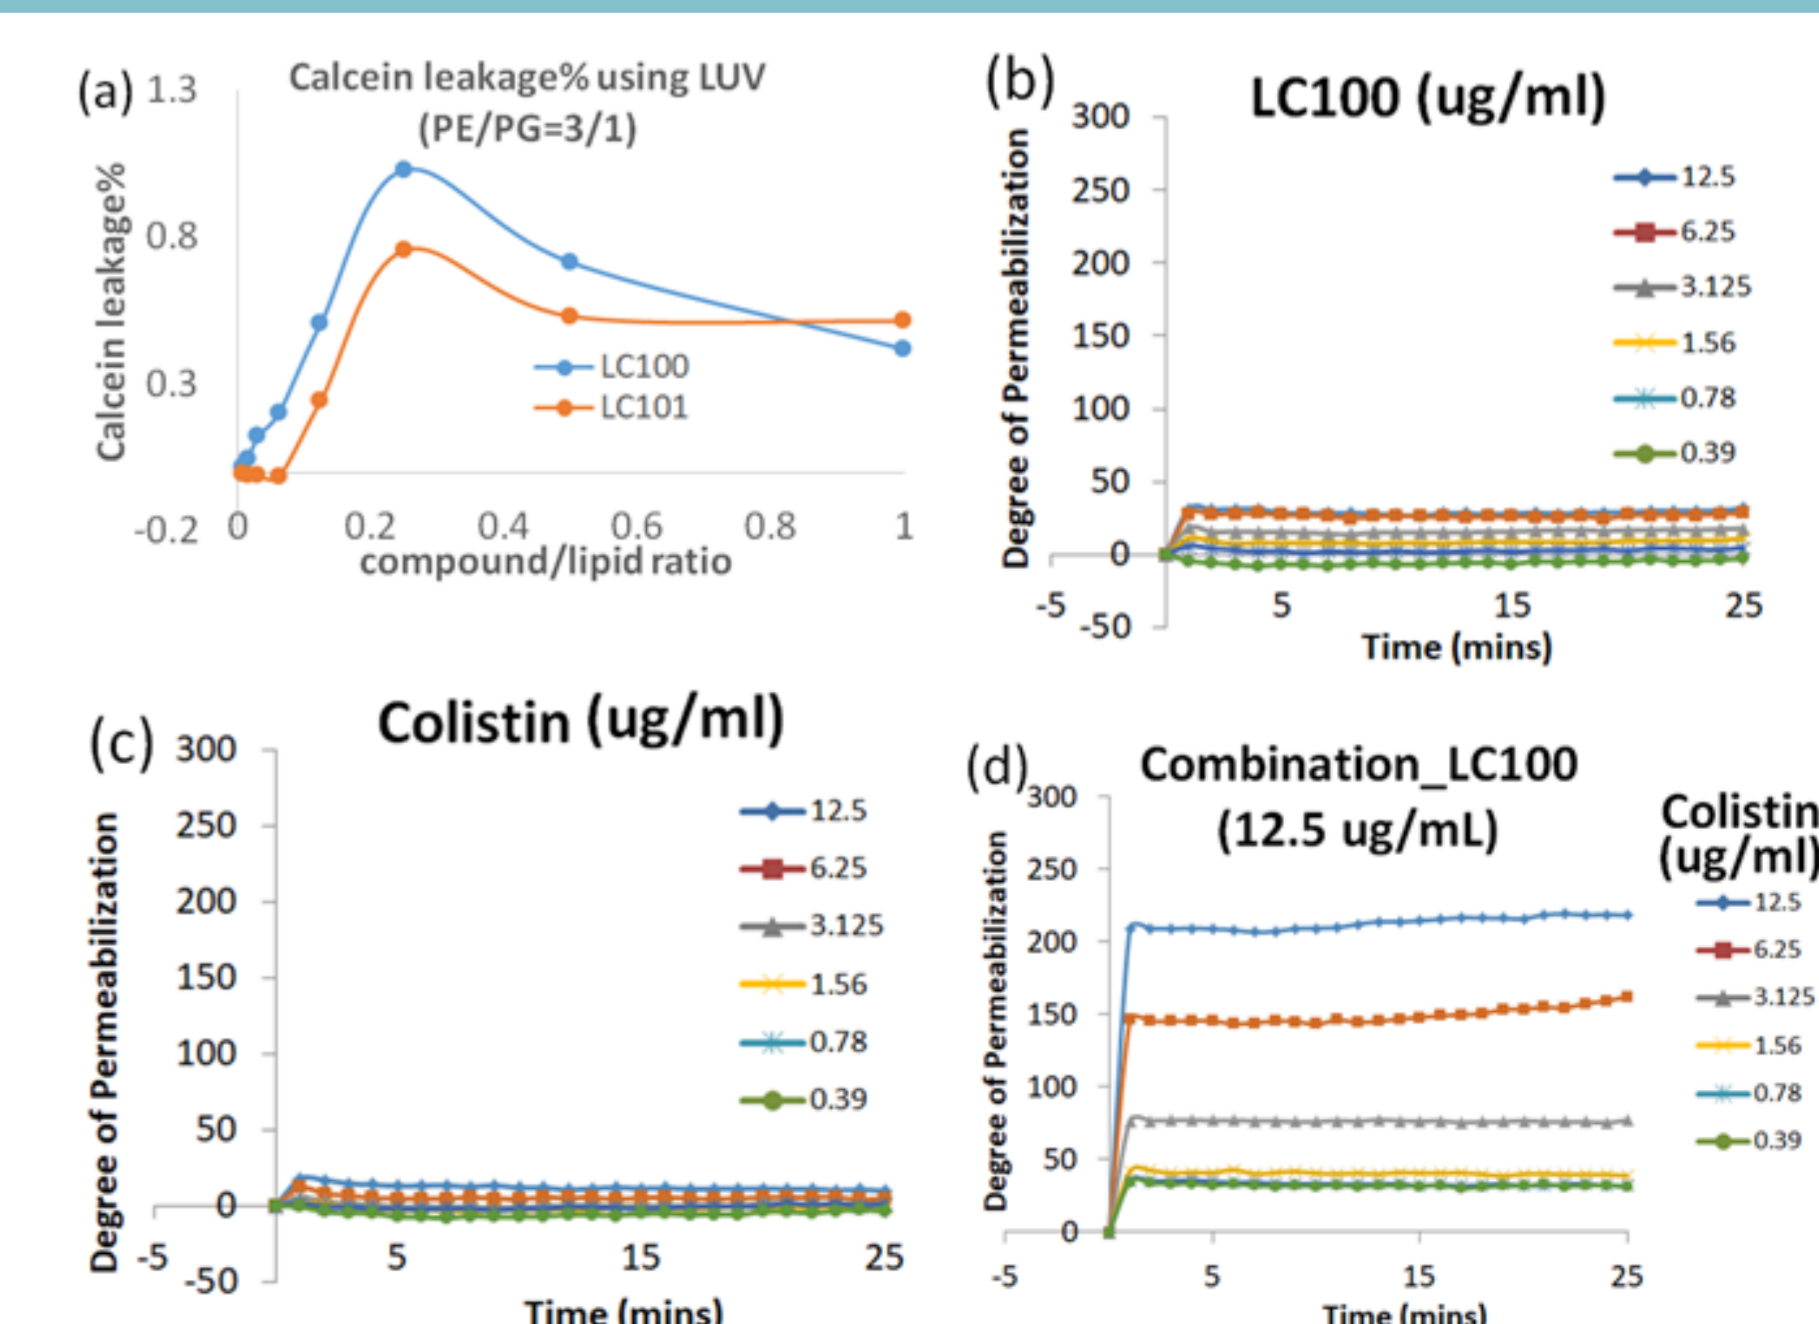 (a)
Calcein leakage% using LUV
(PE/PG=3/1)
Calcein leakage%
1.3
0.8
0.3
-0.2
0 0.2 0.4 0.6 0.8 1
compound/lipid ratio
LC100
LC101
(b)
LC100 (ug/ml)
Degree of Permeabilization
300
250
200
150
100
50
0
-50
-5 5 15 25
Time (mins)
12.5
6.25
3.125
1.56
0.78
0.39
(c)
Colistin (ug/ml)
Degree of Permeabilization
300
250
200
150
100
50
0
-50
-5 5 15 25
Time (mins)
12.5
6.25
3.125
1.56
0.78
0.39
(d)
Combination_LC100
(12.5 ug/mL)
Degree of Permeabilization
300
250
200
150
100
50
0
-5 5 15 25
Time (mins)
Colistin
(ug/ml)
12.5
6.25
3.125
1.56
0.78
0.39